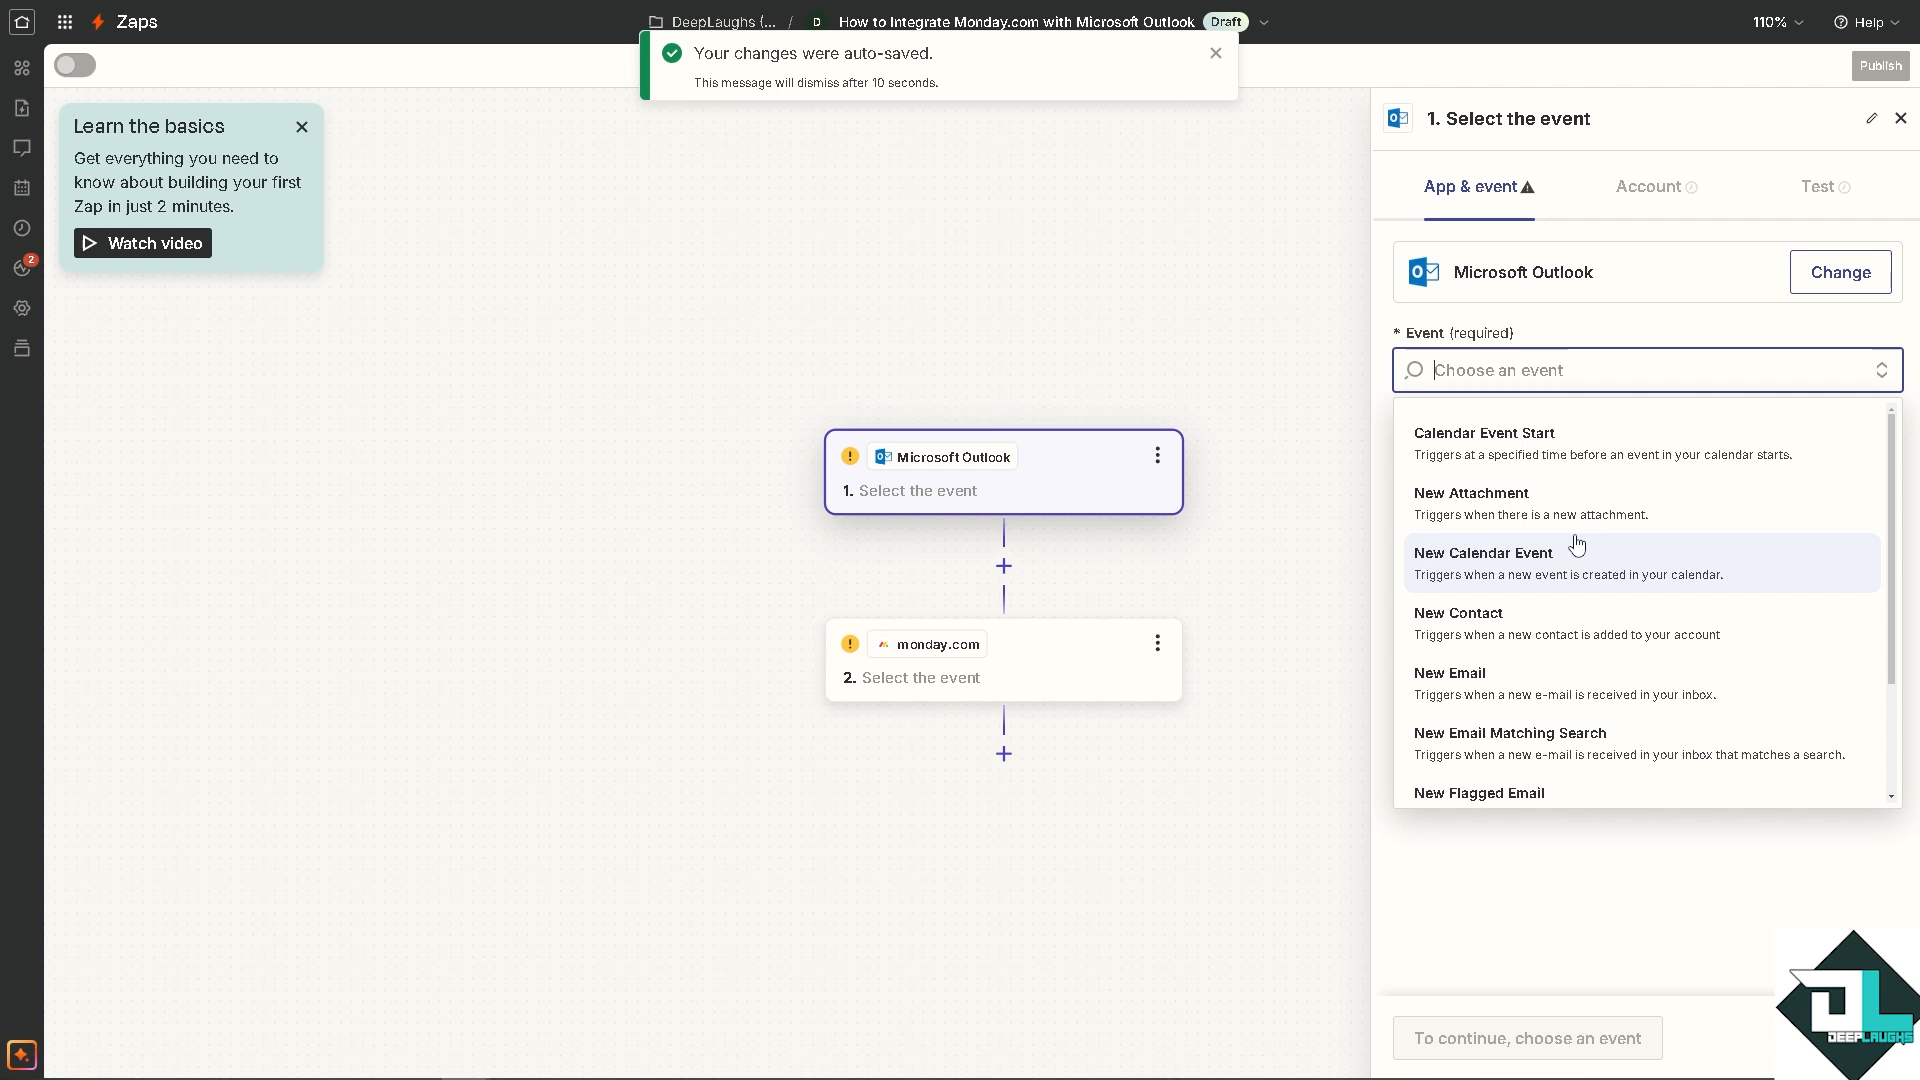 Zaps
DeepLaughs (... / D How to Integrate Monday.com with Microsoft Outlook Draft
110%
Help
Your changes were auto-saved.
This message will dismiss after 10 seconds.
Publish
Learn the basics
Get everything you need to
know about building your first
Zap in just 2 minutes.
Watch video
2
Microsoft Outlook
1. Select the event
monday.com
2. Select the event
1. Select the event
App & event
Account
Test
Microsoft Outlook
Change
* Event (required)
Choose an event
Calendar Event Start
Triggers at a specified time before an event in your calendar starts.
New Attachment
Triggers when there is a new attachment.
New Calendar Event
Triggers when a new event is created in your calendar.
New Contact
Triggers when a new contact is added to your account
New Email
Triggers when a new e-mail is received in your inbox.
New Email Matching Search
Triggers when a new e-mail is received in your inbox that matches a search.
New Flagged Email
To continue, choose an event
DEEPLAUGHS